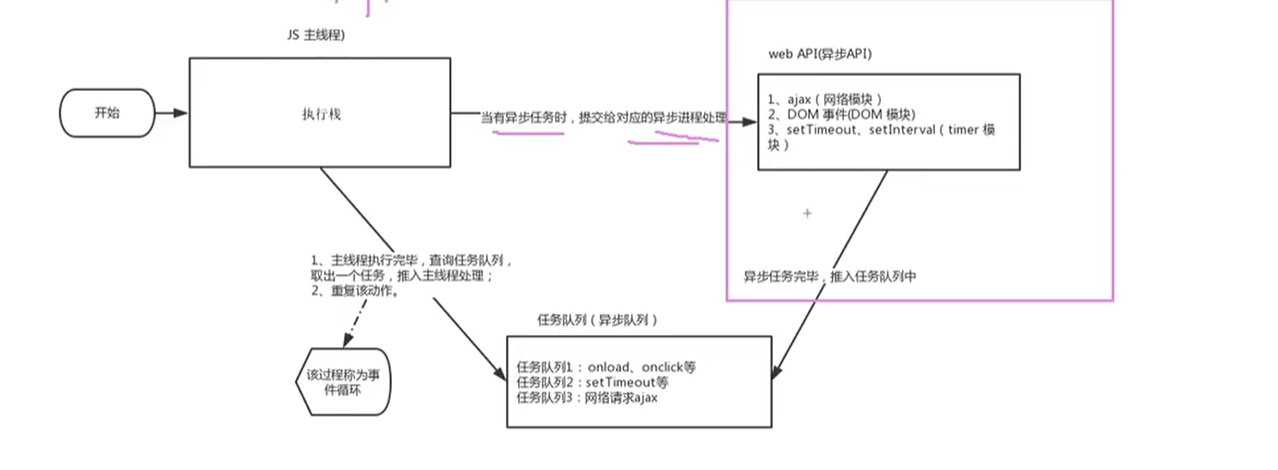 JS 主线程)
web API(异步API)
开始
执行栈
当有异步任务时，提交给对应的异步进程处理
1、ajax（网络模块）
2、DOM 事件(DOM 模块)
3、setTimeout、setInterval（timer 模
块）
1、主线程执行完毕，查询任务队列，
取出一个任务，推入主线程处理；
2、重复该动作。
异步任务完毕，推入任务队列中
任务队列（异步队列）
该过程称为事
件循环
任务队列1：onload、onclick等
任务队列2：setTimeout等
任务队列3：网络请求ajax